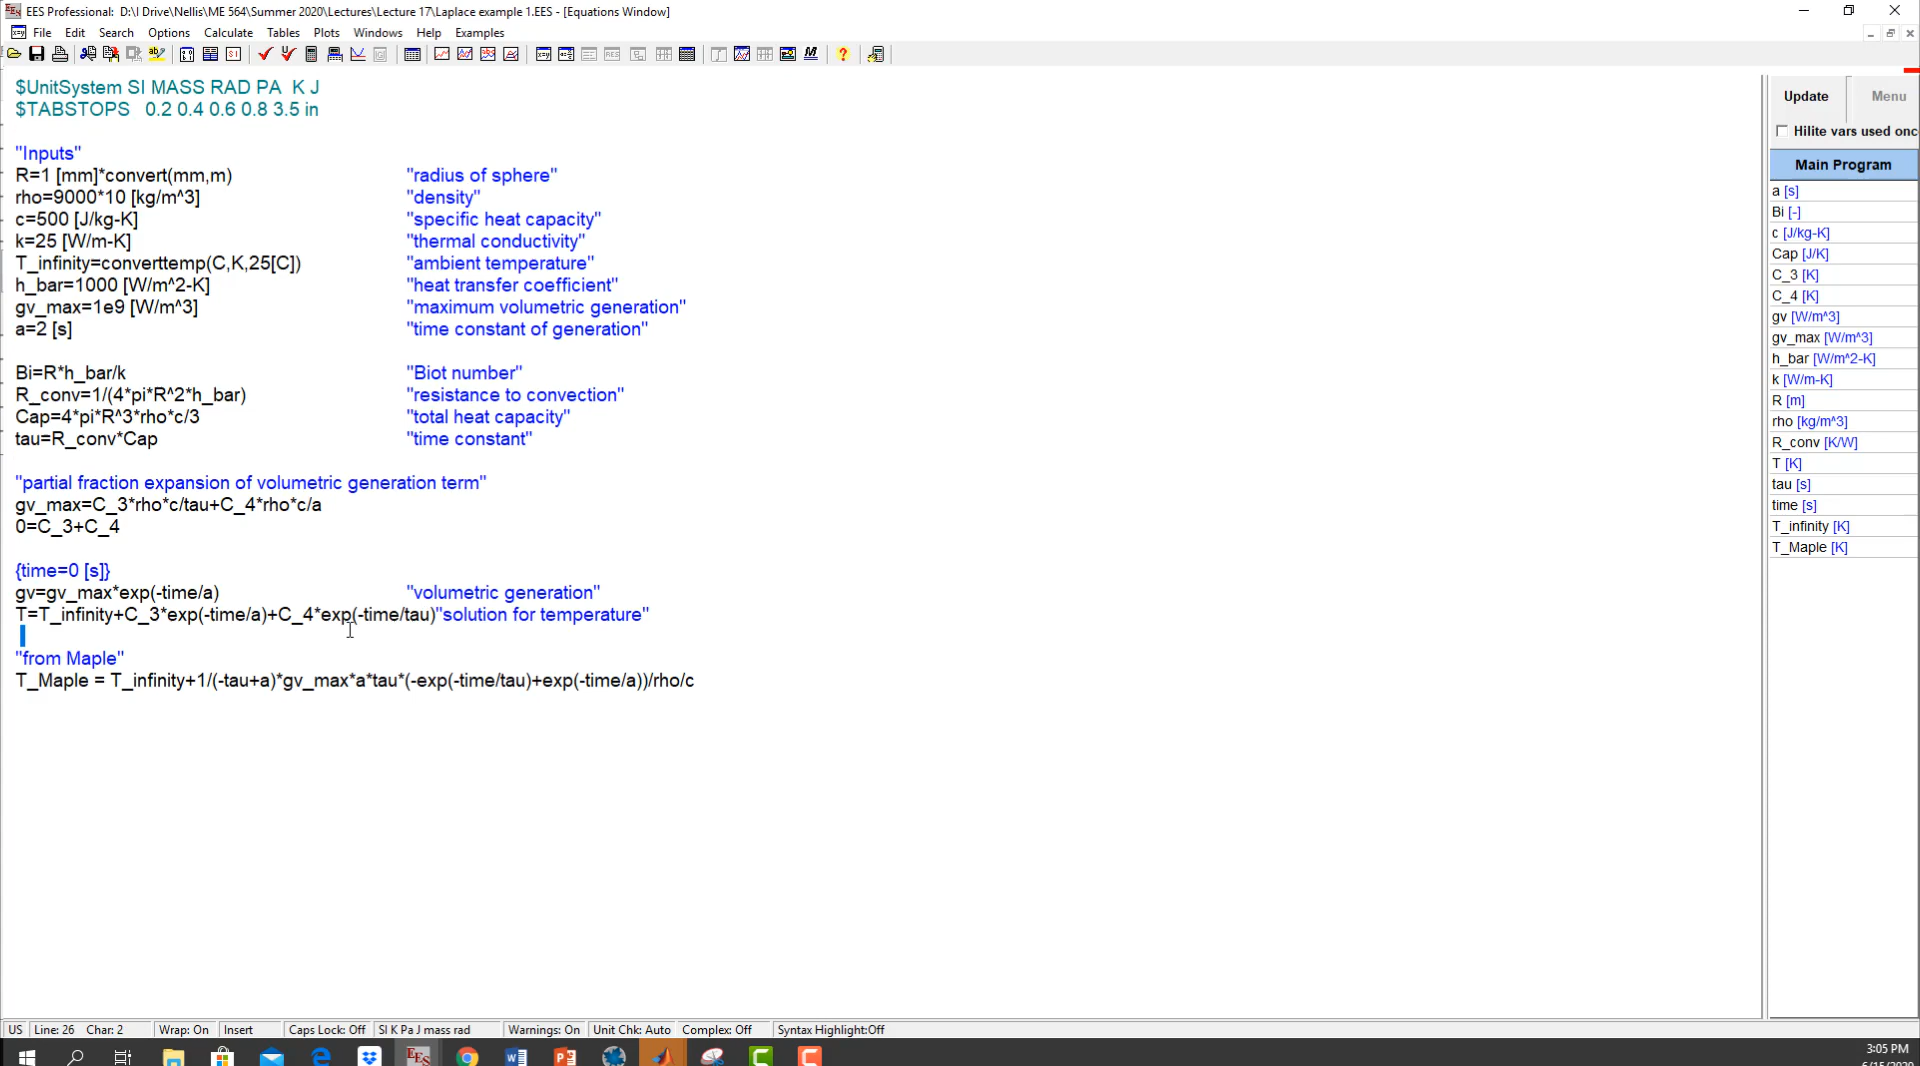 EES Professional: D:\I Drive\Nellis\ME 564\Summer 2020\Lectures\Lecture 17\Laplace example 1.EES - [Equations Window]
File Edit Search Options Calculate Tables Plots Windows Help Examples
$UnitSystem SI MASS RAD PA K J
$TABSTOPS 0.2 0.4 0.6 0.8 3.5 in
"Inputs"
R=1 [mm]*convert(mm,m) "radius of sphere"
rho=9000*10 [kg/m^3] "density"
c=500 [J/kg-K] "specific heat capacity"
k=25 [W/m-K] "thermal conductivity"
T_infinity=converttemp(C,K,25[C]) "ambient temperature"
h_bar=1000 [W/m^2-K] "heat transfer coefficient"
gv_max=1e9 [W/m^3] "maximum volumetric generation"
a=2 [s] "time constant of generation"
Bi=R*h_bar/k "Biot number"
R_conv=1/(4*pi*R^2*h_bar) "resistance to convection"
Cap=4*pi*R^3*rho*c/3 "total heat capacity"
tau=R_conv*Cap "time constant"
"partial fraction expansion of volumetric generation term"
gv_max=C_3*rho*c/tau+C_4*rho*c/a
0=C_3+C_4
{time=0 [s]}
gv=gv_max*exp(-time/a) "volumetric generation"
T=T_infinity+C_3*exp(-time/a)+C_4*exp(-time/tau)"solution for temperature"
"from Maple"
T_Maple = T_infinity+1/(-tau+a)*gv_max*a*tau*(-exp(-time/tau)+exp(-time/a))/rho/c
Update Menu
Hilite vars used onc
Main Program
a [s]
Bi [-]
c [J/kg-K]
Cap [J/K]
C_3 [K]
C_4 [K]
gv [W/m^3]
gv_max [W/m^3]
h_bar [W/m^2-K]
k [W/m-K]
R [m]
rho [kg/m^3]
R_conv [K/W]
T [K]
tau [s]
time [s]
T_infinity [K]
T_Maple [K]
US Line: 26 Char: 2 Wrap: On Insert Caps Lock: Off SI K Pa J mass rad Warnings: On Unit Chk: Auto Complex: Off Syntax Highlight:Off
3:05 PM